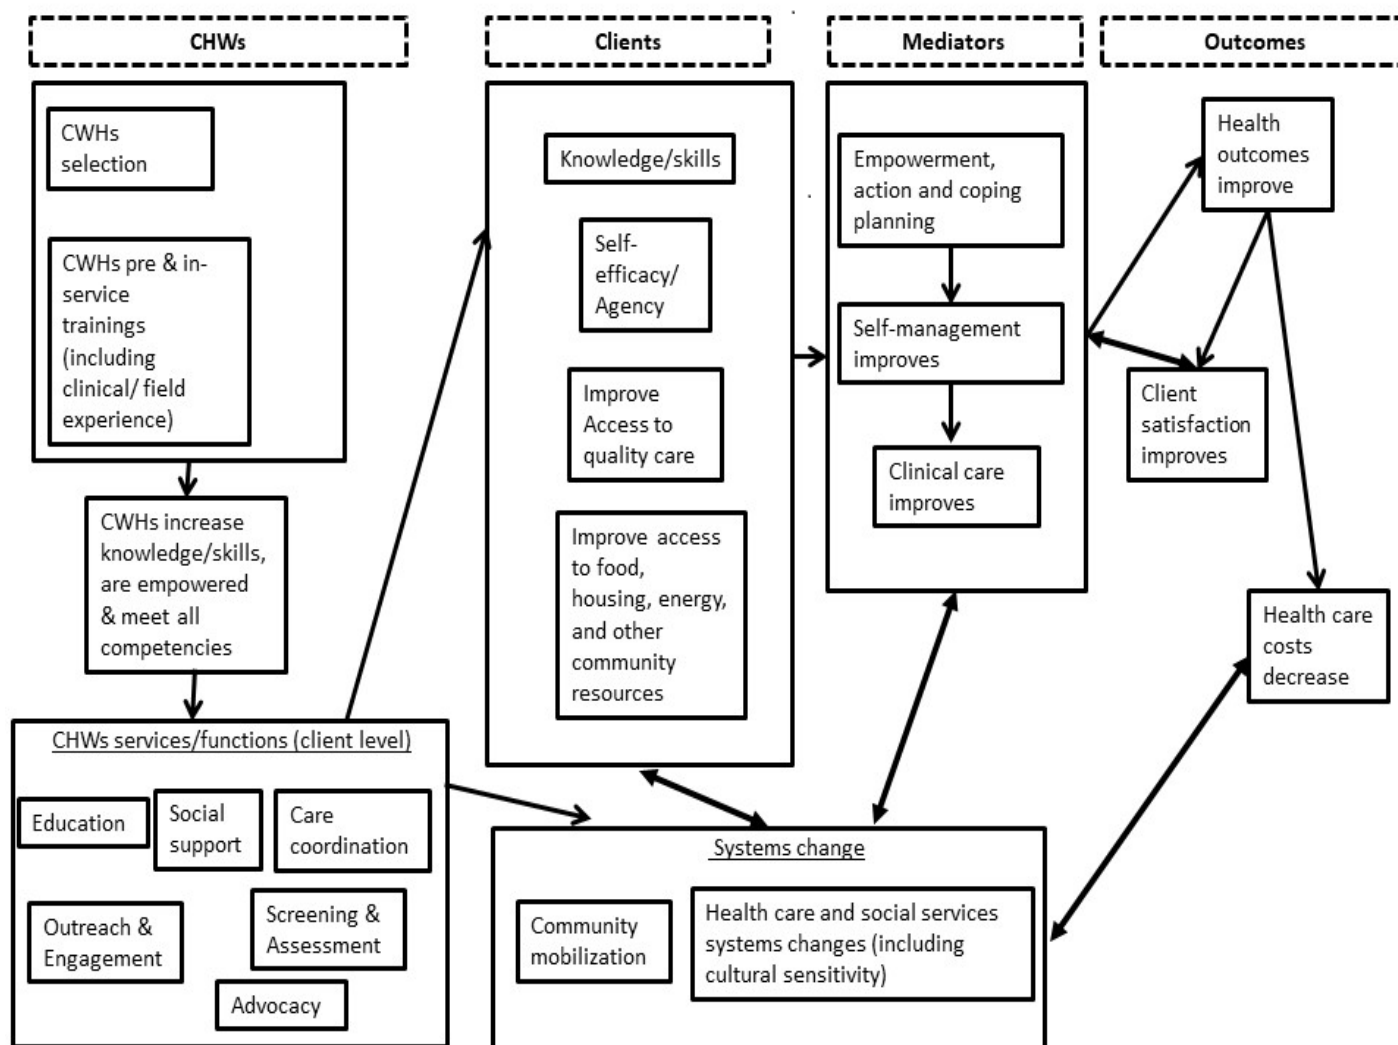 CHWs
Clients
Mediators
Outcomes
CWHs
selection
CWHs pre & in-
service
trainings
(including
clinical/ field
experience)
CWHs increase
knowledge/skills,
are empowered
& meet all
competencies
CHWs services/functions (client level)
Education
Social
support
Care
coordination
Outreach &
Engagement
Screening &
Assessment
Advocacy
Knowledge/skills
Self-
efficacy/
Agency
Improve
Access to
quality care
Improve access
to food,
housing, energy,
and other
community
resources
Systems change
Community
mobilization
Health care and social services
systems changes (including
cultural sensitivity)
Empowerment,
action and coping
planning
Self-management
improves
Clinical care
improves
Health
outcomes
improve
Client
satisfaction
improves
Health care
costs
decrease